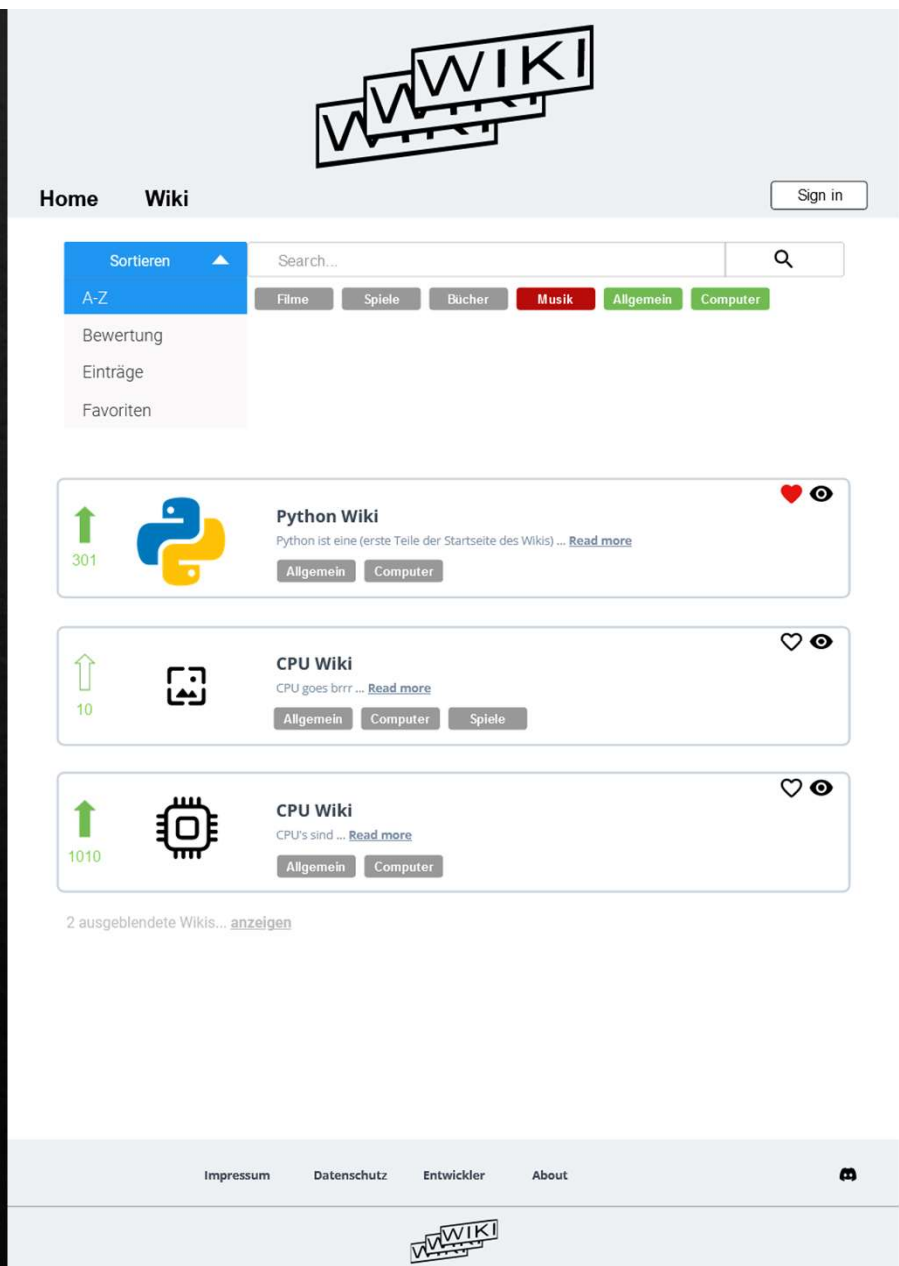 WIKI
WIKI
WIKI
Home Wiki Sign in
Sortieren Search...
A-Z Filme Spiele Bücher Musik Allgemein Computer
Bewertung
Einträge
Favoriten
Python Wiki
Python ist eine (erste Teile der Startseite des Wikis) ... Read more
301
Allgemein Computer
CPU Wiki
CPU goes brrr ... Read more
10
Allgemein Computer Spiele
CPU Wiki
CPU's sind ... Read more
1010
Allgemein Computer
2 ausgeblendete Wikis... anzeigen
Impressum Datenschutz Entwickler About
WIKI